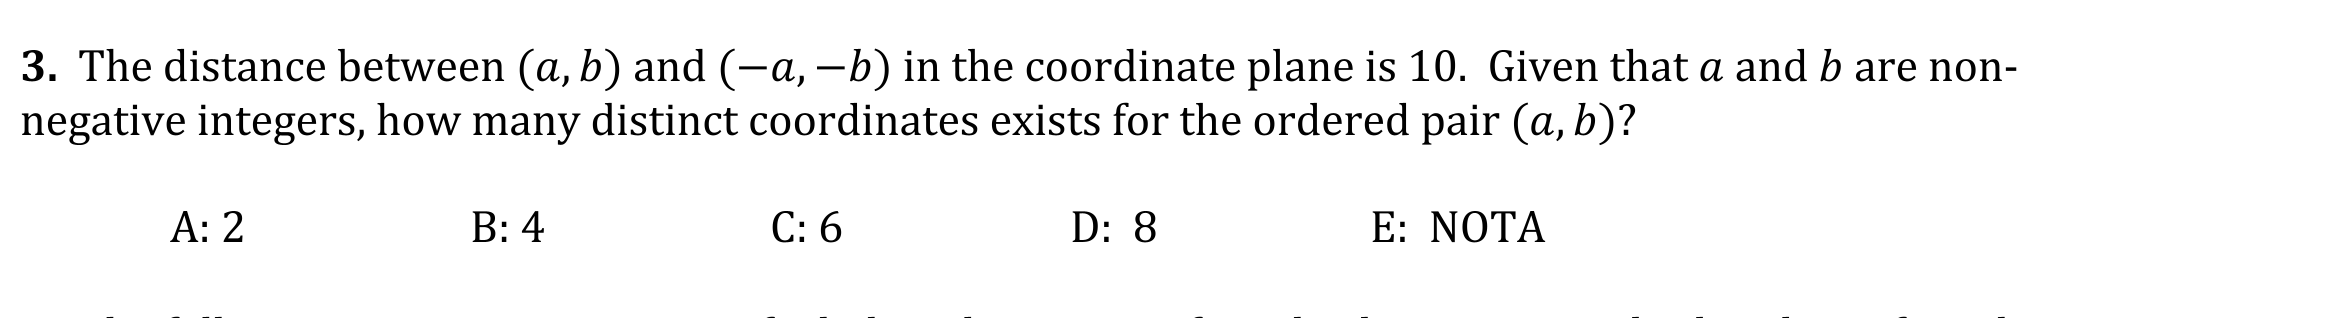 3. The distance between (a, b) and (−a, −b) in the coordinate plane is 10. Given that a and b are non-
negative integers, how many distinct coordinates exists for the ordered pair (a, b)?
A: 2 B: 4 C: 6 D: 8 E: NOTA